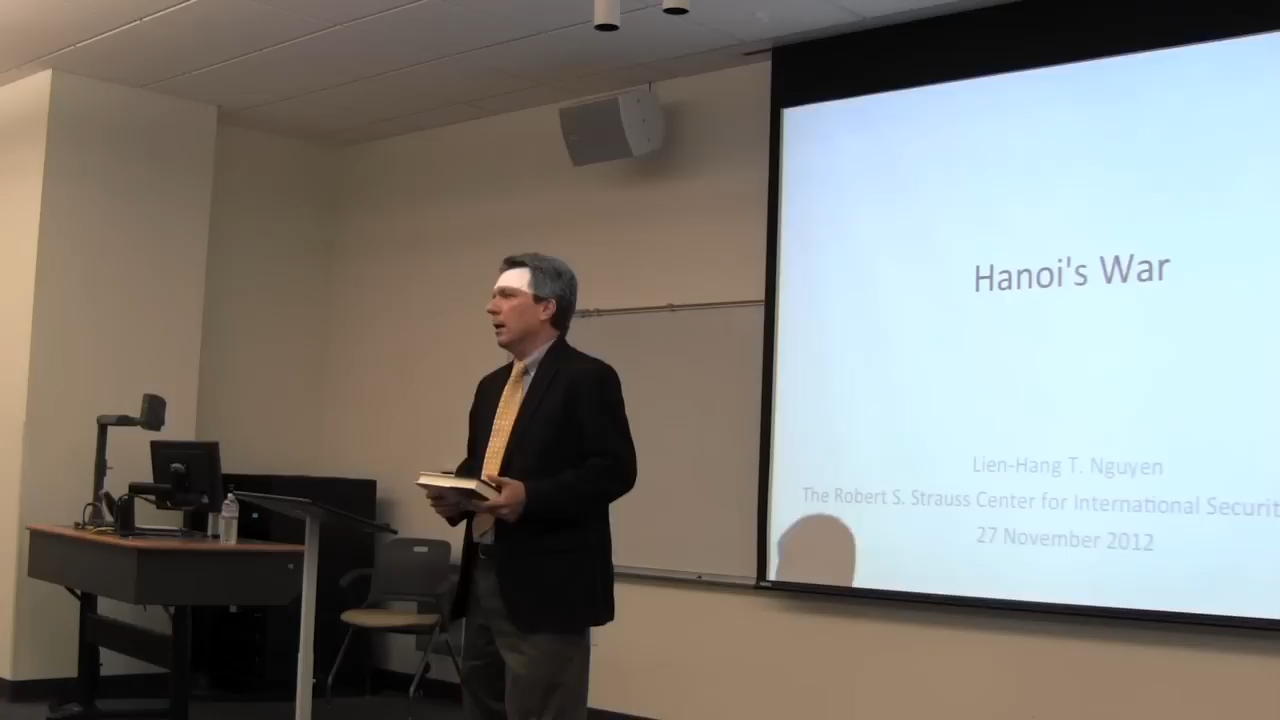 Hanoi's War
Lien-Hang T. Nguyen
The Robert S. Strauss Center for International Securit
27 November 2012